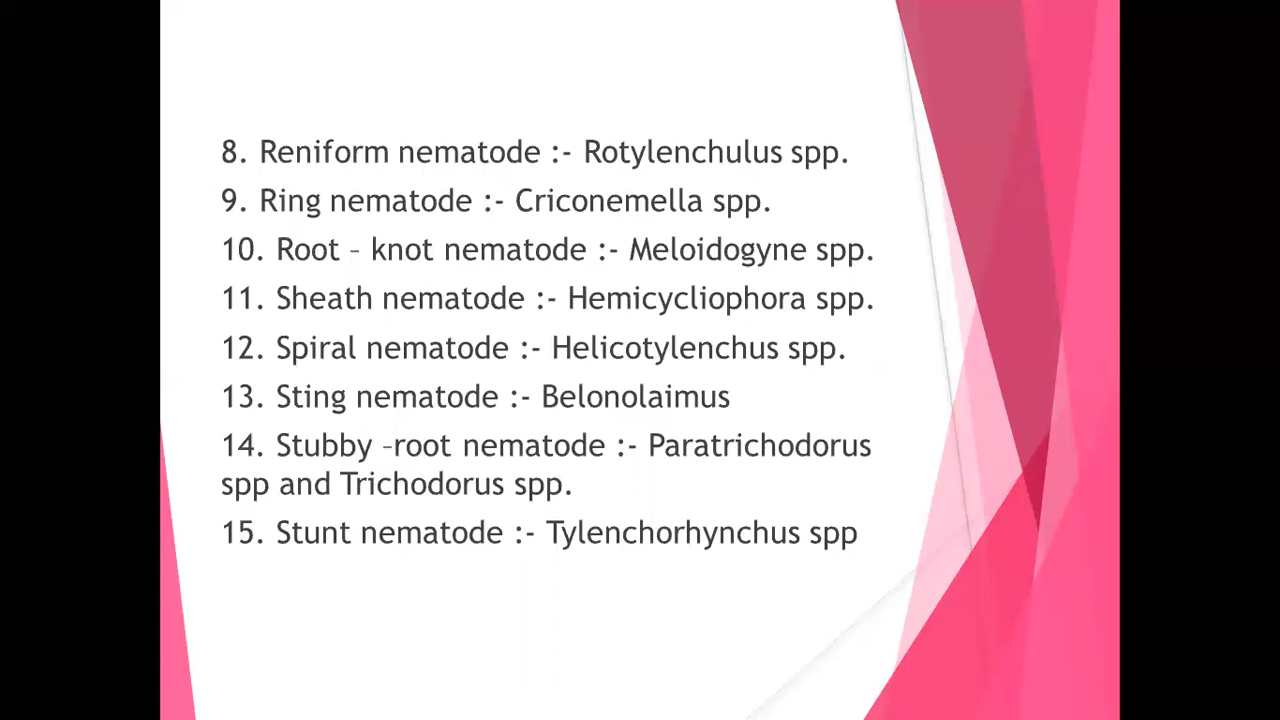 8. Reniform nematode :- Rotylenchulus spp.
9. Ring nematode :- Criconemella spp.
10. Root – knot nematode :- Meloidogyne spp.
11. Sheath nematode :- Hemicycliophora spp.
12. Spiral nematode :- Helicotylenchus spp.
13. Sting nematode :- Belonolaimus
14. Stubby –root nematode :- Paratrichodorus
spp and Trichodorus spp.
15. Stunt nematode :- Tylenchorhynchus spp